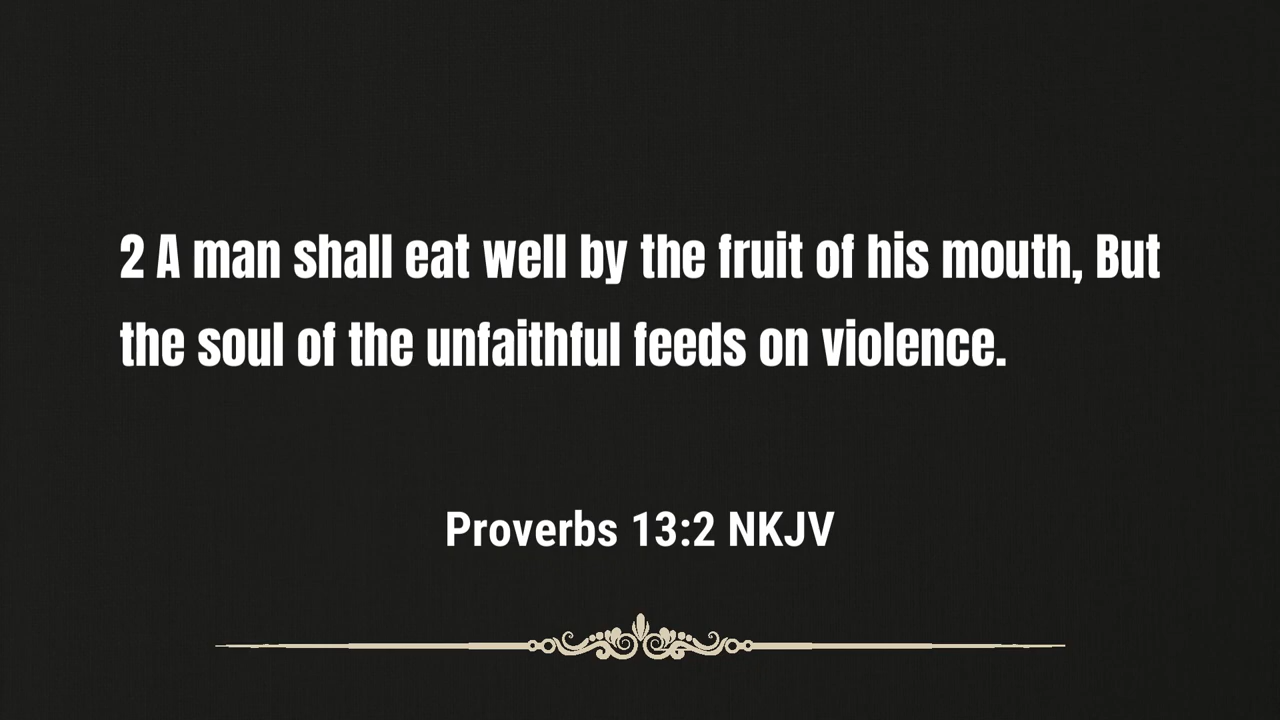 2 A man shall eat well by the fruit of his mouth, But
the soul of the unfaithful feeds on violence.
Proverbs 13:2 NKJV